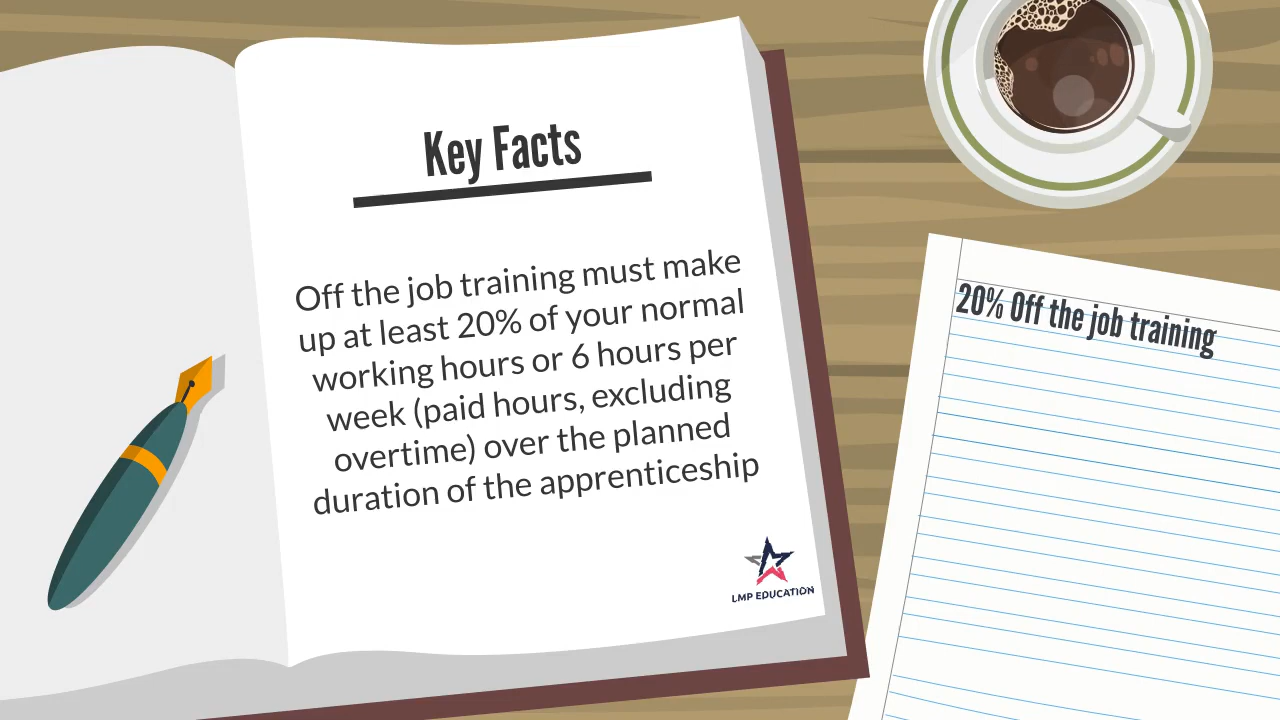 Key Facts
Off the job training must make
up at least 20% of your normal
working hours or 6 hours per
week (paid hours, excluding
overtime) over the planned
duration of the apprenticeship
LMP EDUCATION
20% Off the job training